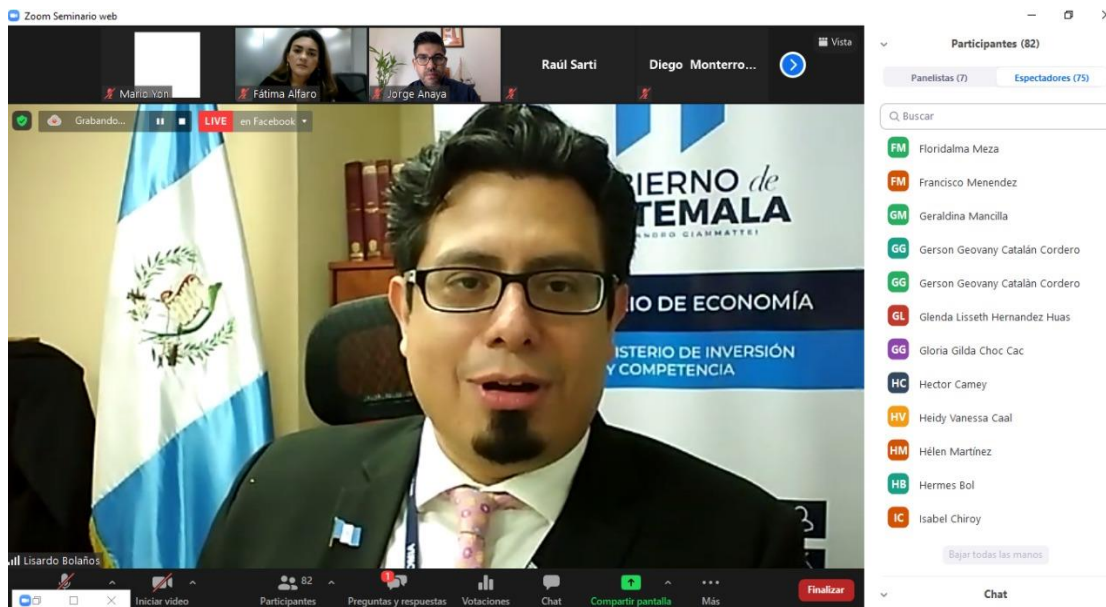 Zoom Seminario web
Mario Yon
Fátima Alfaro
Jorge Anaya
Raúl Sarti
Diego Monterro...
Vista
Grabando...
LIVE
en Facebook
IERNO de
TEMALA
ANDRO GIAMMATTEI
IO DE ECONOMÍA
ISTERIO DE INVERSIÓN
Y COMPETENCIA
Lisardo Bolaños
Iniciar video
82
Participantes
1
Preguntas y respuestas
Votaciones
Chat
Compartir pantalla
Más
Finalizar
Participantes (82)
Panelistas (7)
Espectadores (75)
Buscar
FM Floridalma Meza
FM Francisco Menendez
GM Geraldina Mancilla
GG Gerson Geovany Catalán Cordero
GG Gerson Geovany Catalàn Cordero
GL Glenda Lisseth Hernandez Huas
GG Gloria Gilda Choc Cac
HC Hector Camey
HV Heidy Vanessa Caal
HM Hélen Martínez
HB Hermes Bol
IC Isabel Chiroy
Bajar todas las manos
Chat